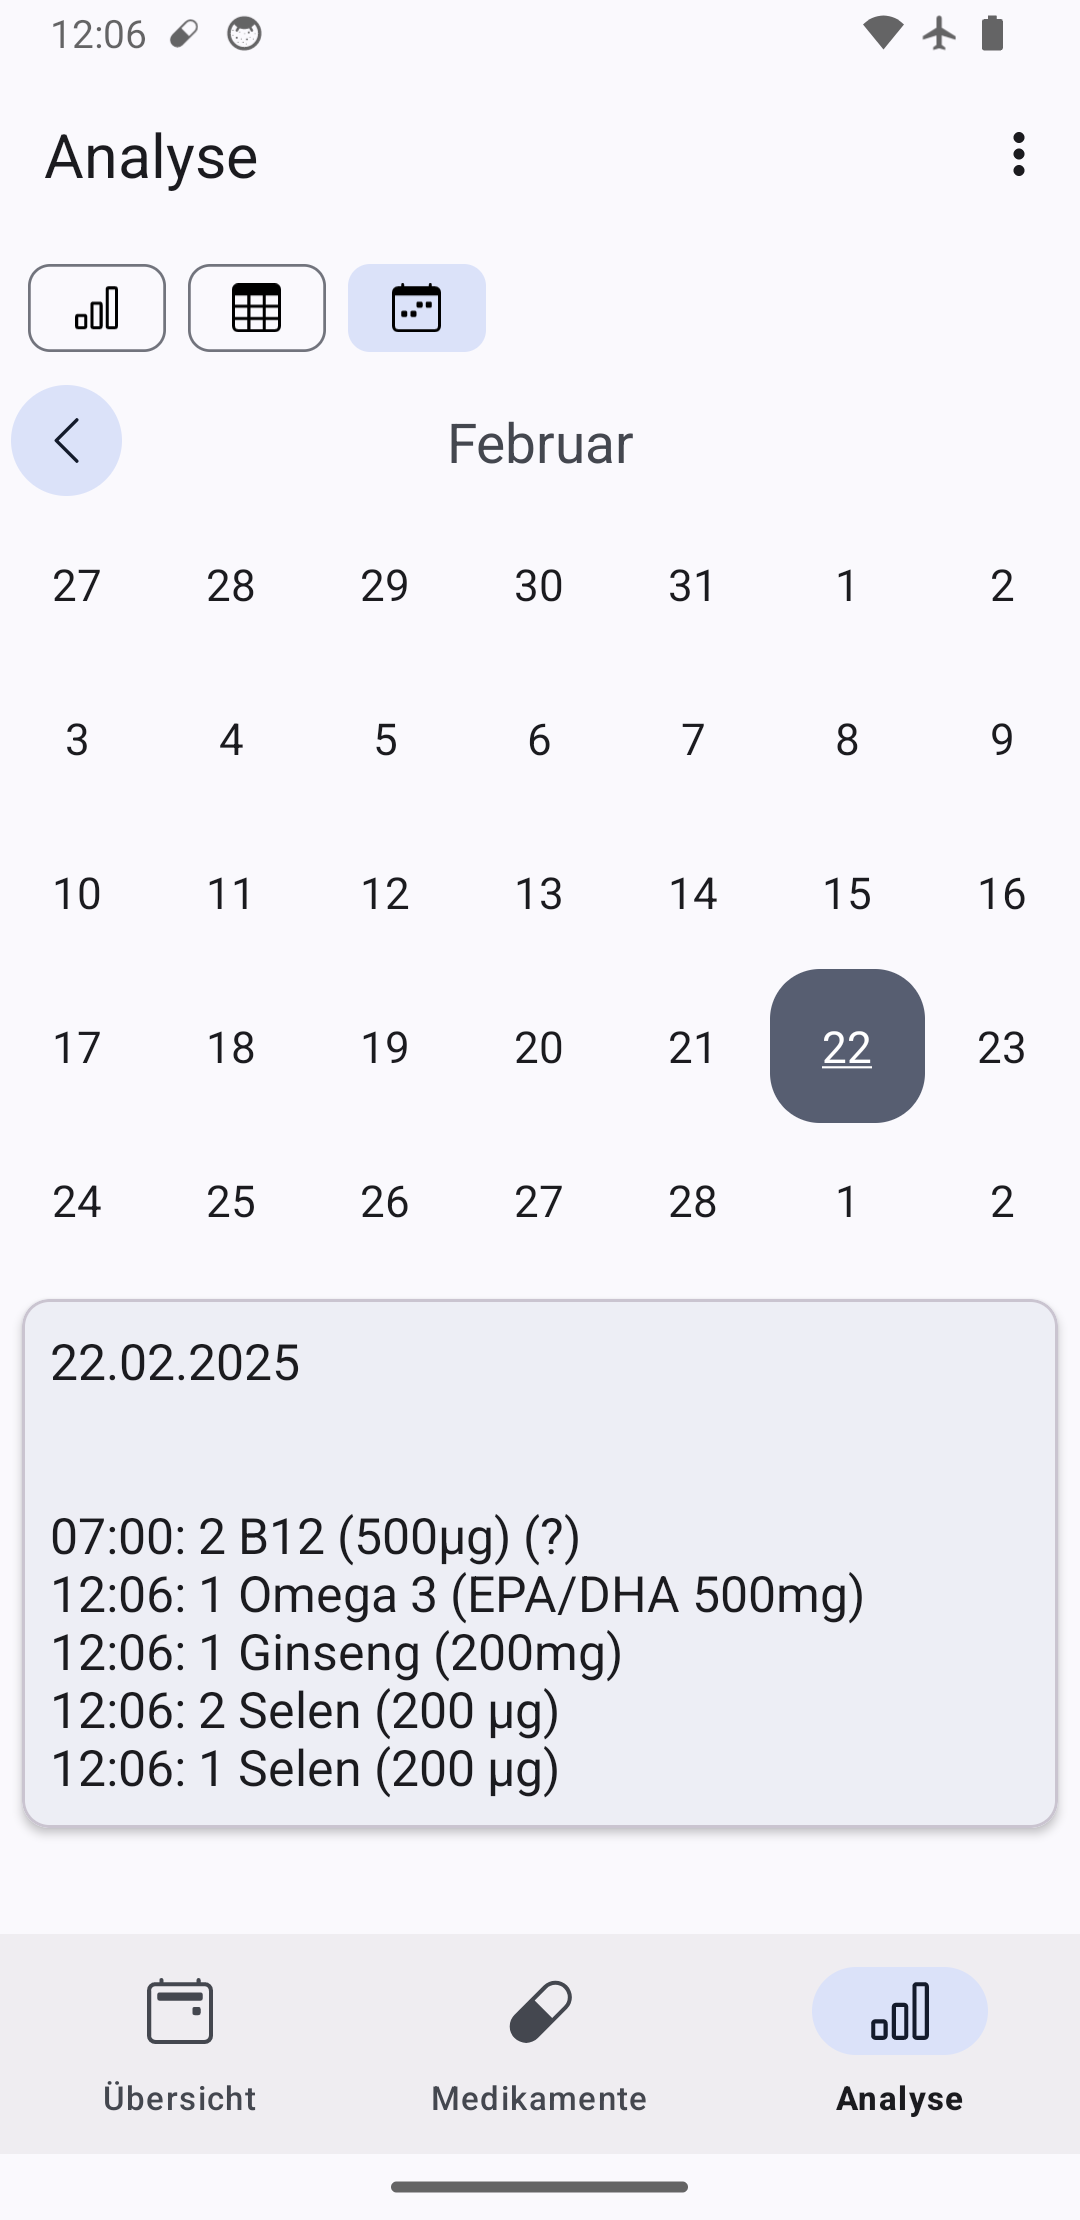 12:06
Analyse
Februar
27 28 29 30 31 1 2
3 4 5 6 7 8 9
10 11 12 13 14 15 16
17 18 19 20 21 22 23
24 25 26 27 28 1 2
22.02.2025
07:00: 2 B12 (500µg) (?)
12:06: 1 Omega 3 (EPA/DHA 500mg)
12:06: 1 Ginseng (200mg)
12:06: 2 Selen (200 µg)
12:06: 1 Selen (200 µg)
Übersicht Medikamente Analyse